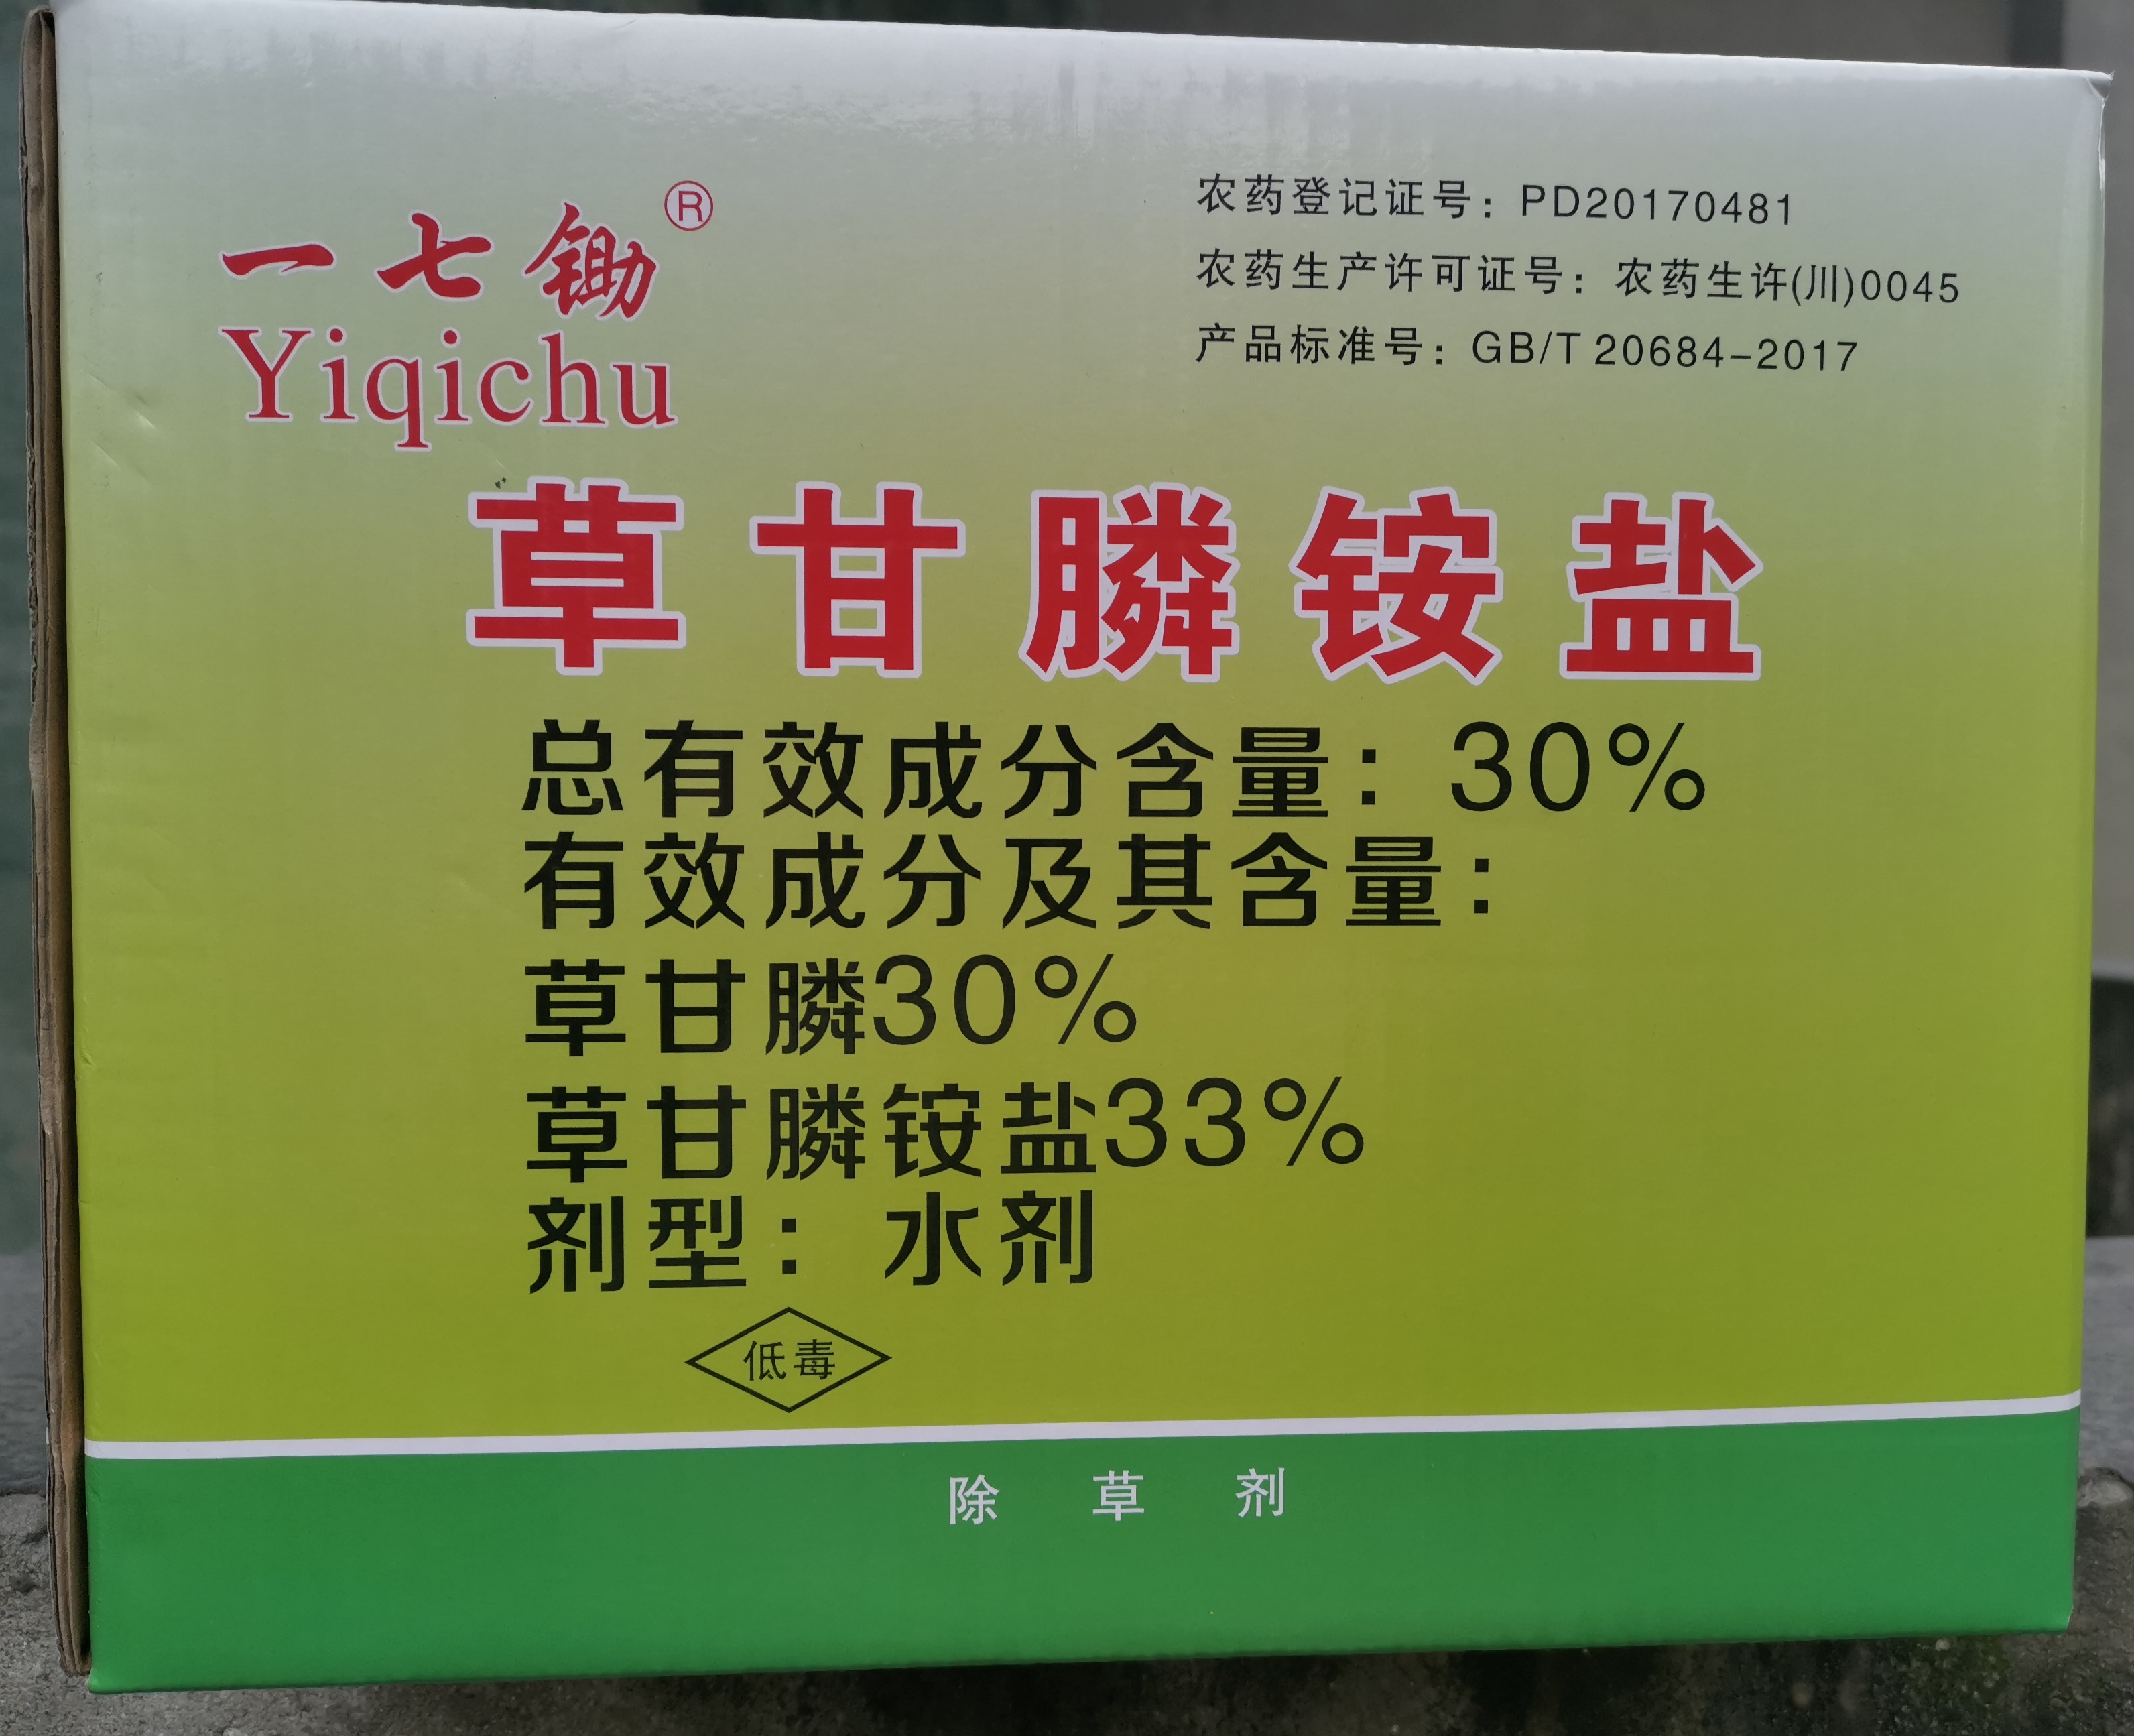 一七锄®
Yiqichu
农药登记证号：PD20170481
农药生产许可证号：农药生许(川)0045
产品标准号：GB/T 20684-2017
草甘膦铵盐
总有效成分含量：30%
有效成分及其含量：
草甘膦30%
草甘膦铵盐33%
剂型：水剂
低毒
除草剂